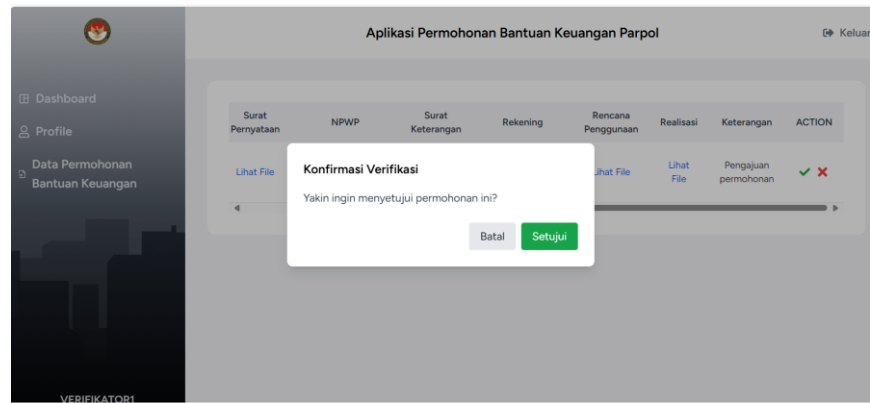 Aplikasi Permohonan Bantuan Keuangan Parpol
Keluar
Dashboard
Profile
Data Permohonan
Bantuan Keuangan
VERIFIKATOR1
Surat
Pernyataan
NPWP
Surat
Keterangan
Rekening
Rencana
Penggunaan
Realisasi
Keterangan
ACTION
Lihat File
Lihat File
Lihat
File
Pengajuan
permohonan
Konfirmasi Verifikasi
Yakin ingin menyetujui permohonan ini?
Batal
Setujui